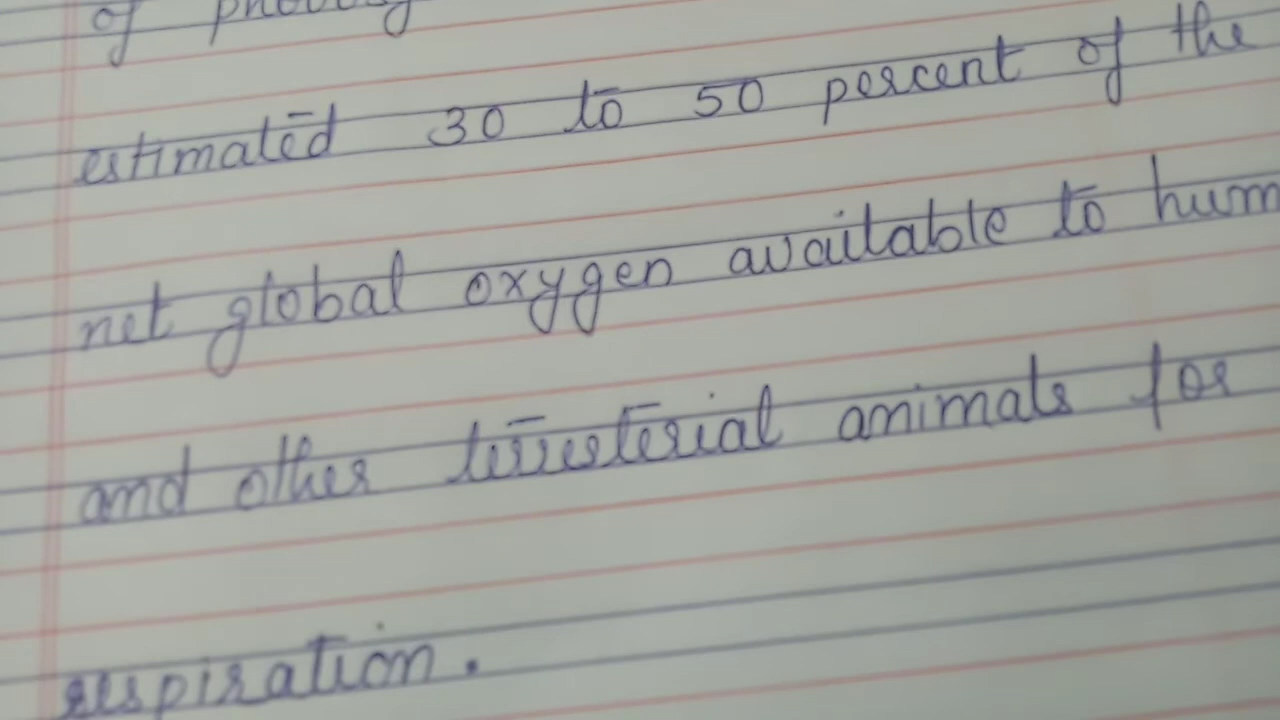 of
estimated 30 to 50 percent of the
net global oxygen available to hum
and other terresterial animals for
respiration.